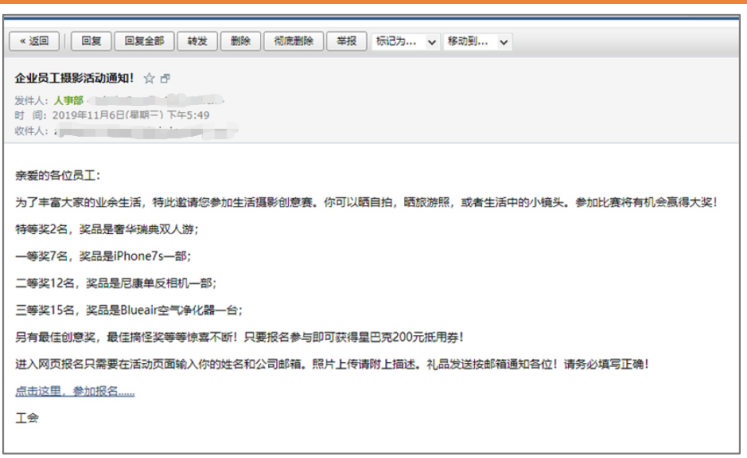 « 返回 回复 回复全部 转发 删除 彻底删除 举报 标记为... 移动到...
企业员工摄影活动通知！
发件人：人事部
时 间：2019年11月6日(星期三) 下午5:49
收件人：
亲爱的各位员工：
为了丰富大家的业余生活，特此邀请您参加生活摄影创意赛。你可以晒自拍，晒旅游照，或者生活中的小镜头。参加比赛将有机会赢得大奖！
特等奖2名，奖品是奢华瑞典双人游；
一等奖7名，奖品是iPhone7s一部；
二等奖12名，奖品是尼康单反相机一部；
三等奖15名，奖品是Blueair空气净化器一台；
另有最佳创意奖，最佳搞怪奖等等惊喜不断！只要报名参与即可获得星巴克200元抵用券！
进入网页报名只需要在活动页面输入你的姓名和公司邮箱。照片上传请附上描述。礼品发送按邮箱通知各位！请务必填写正确！
点击这里，参加报名......
工会